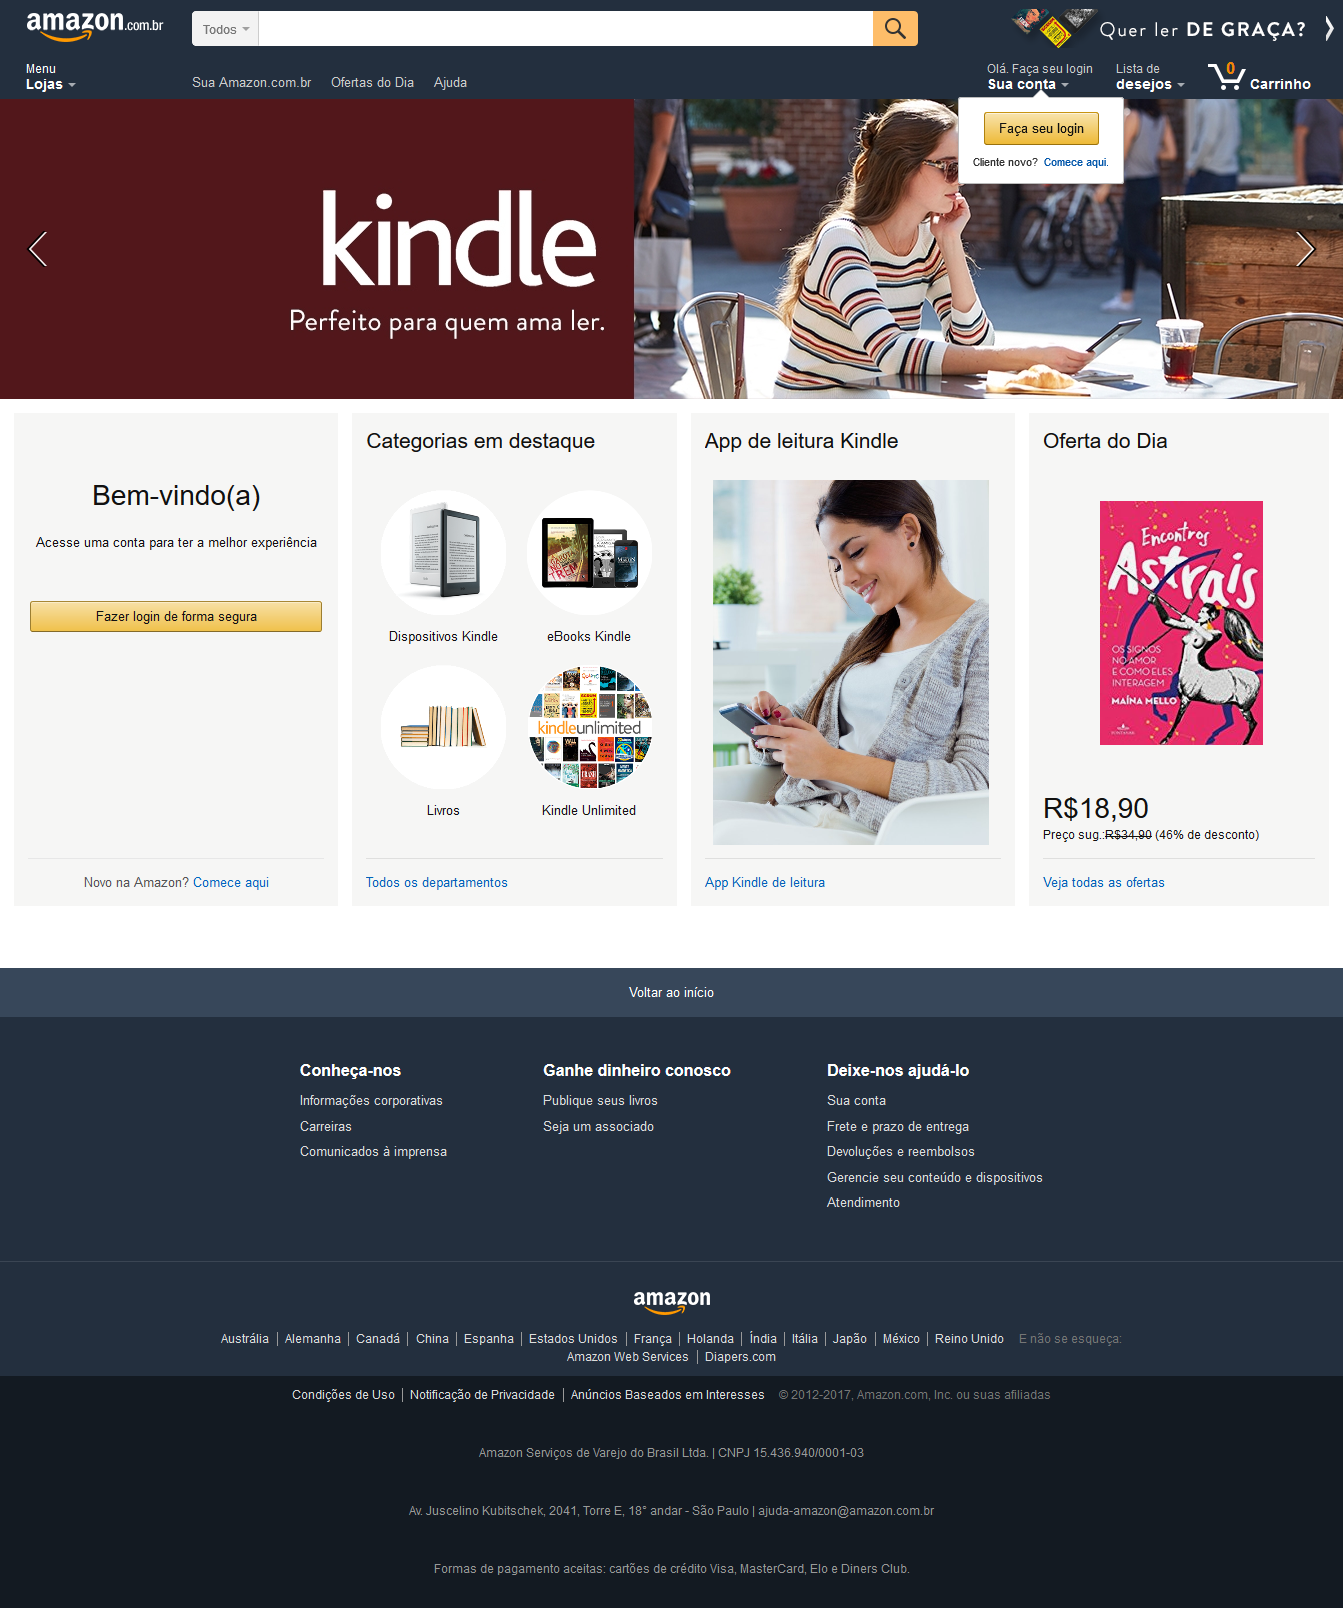 amazon.com.br
Todos
Quer ler DE GRAÇA?
Menu
Lojas
Sua Amazon.com.br Ofertas do Dia Ajuda
Olá. Faça seu login
Sua conta
Lista de
desejos
0
Carrinho
Faça seu login
Cliente novo? Comece aqui.
kindle
Perfeito para quem ama ler.
Bem-vindo(a)
Acesse uma conta para ter a melhor experiência
Fazer login de forma segura
Novo na Amazon? Comece aqui
Categorias em destaque
Dispositivos Kindle
eBooks Kindle
kindleunlimited
Livros
Kindle Unlimited
Todos os departamentos
App de leitura Kindle
App Kindle de leitura
Oferta do Dia
Encontros
Astrais
OS SIGNOS
NO AMOR
E COMO ELES
INTERAGEM
MAÍNA MELLO
R$18,90
Preço sug.:R$34,90 (46% de desconto)
Veja todas as ofertas
Voltar ao início
Conheça-nos
Informações corporativas
Carreiras
Comunicados à imprensa
Ganhe dinheiro conosco
Publique seus livros
Seja um associado
Deixe-nos ajudá-lo
Sua conta
Frete e prazo de entrega
Devoluções e reembolsos
Gerencie seu conteúdo e dispositivos
Atendimento
amazon
Austrália Alemanha Canadá China Espanha Estados Unidos França Holanda Índia Itália Japão México Reino Unido E não se esqueça:
Amazon Web Services Diapers.com
Condições de Uso Notificação de Privacidade Anúncios Baseados em Interesses © 2012-2017, Amazon.com, Inc. ou suas afiliadas
Amazon Serviços de Varejo do Brasil Ltda. | CNPJ 15.436.940/0001-03
Av. Juscelino Kubitschek, 2041, Torre E, 18° andar - São Paulo | ajuda-amazon@amazon.com.br
Formas de pagamento aceitas: cartões de crédito Visa, MasterCard, Elo e Diners Club.